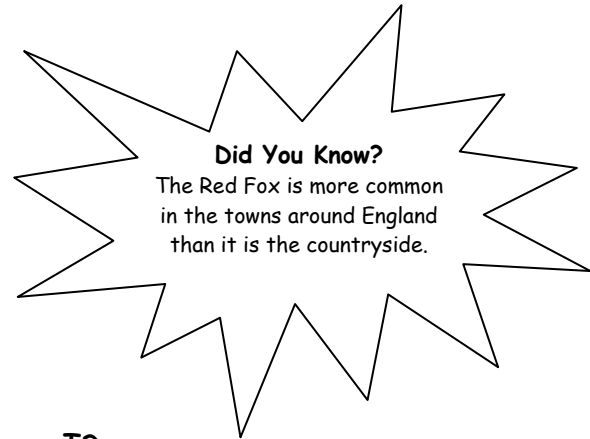 Did You Know?
The Red Fox is more common
in the towns around England
than it is the countryside.